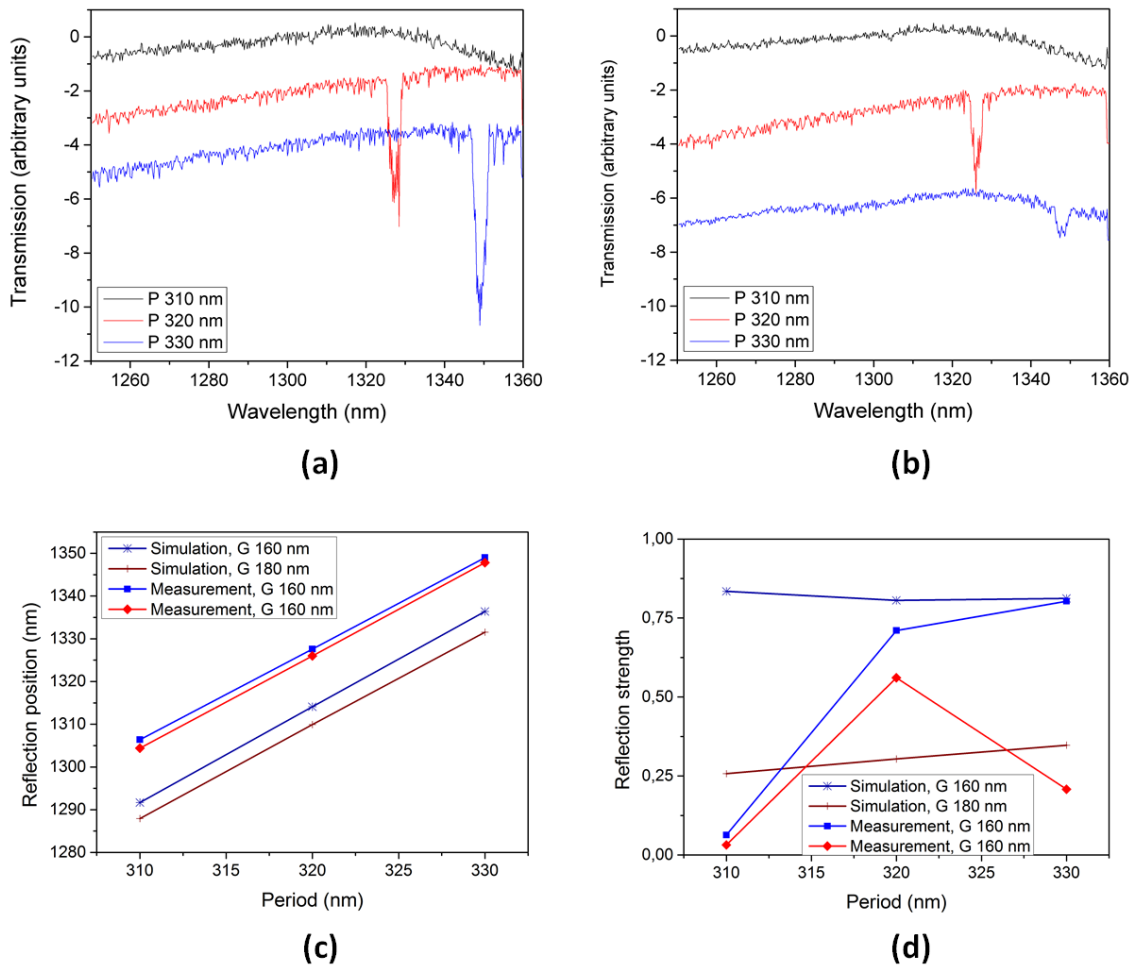 0
-2
-4
-6
-8
-10
-12
Transmission (arbitrary units)
P 310 nm
P 320 nm
P 330 nm
1260 1280 1300 1320 1340 1360
Wavelength (nm)
(a)
0
-2
-4
-6
-8
-10
-12
Transmission (arbitrary units)
P 310 nm
P 320 nm
P 330 nm
1260 1280 1300 1320 1340 1360
Wavelength (nm)
(b)
1350
1340
1330
1320
1310
1300
1290
1280
Reflection position (nm)
Simulation, G 160 nm
Simulation, G 180 nm
Measurement, G 160 nm
Measurement, G 160 nm
310 315 320 325 330
Period (nm)
(c)
1,00
0,75
0,50
0,25
0,00
Reflection strength
Simulation, G 160 nm
Simulation, G 180 nm
Measurement, G 160 nm
Measurement, G 160 nm
310 315 320 325 330
Period (nm)
(d)